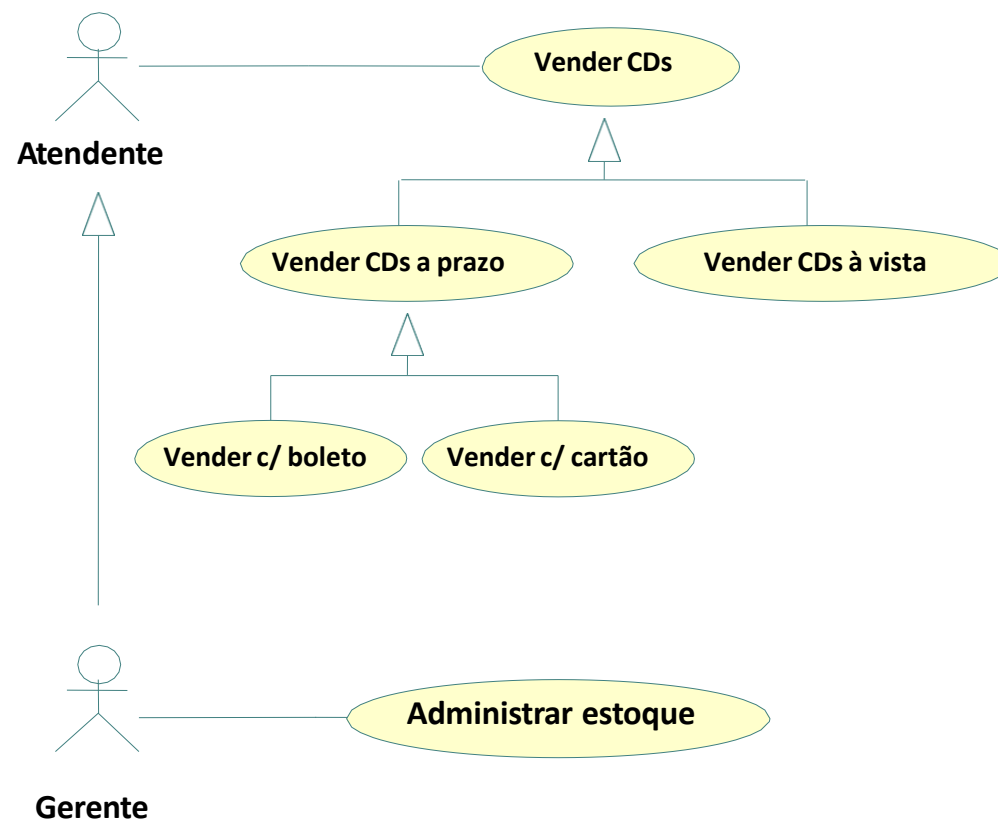 Vender CDs
Atendente
Vender CDs a prazo
Vender CDs à vista
Vender c/ boleto
Vender c/ cartão
Administrar estoque
Gerente